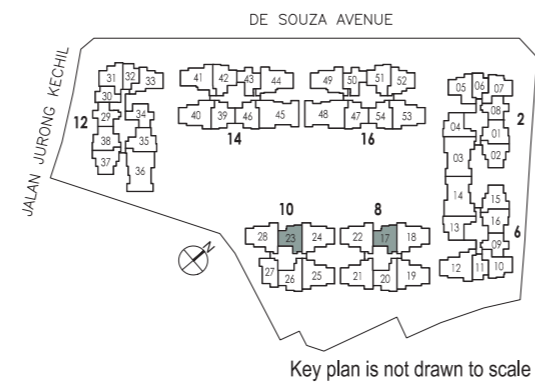 DE SOUZA AVENUE
JALAN JURONG KECHIL
31 32 33
30
29 34
12
38 35
37 36
41 42 43 44
40 39 46 45
14
49 50 51 52
48 47 54 53
16
05 06 07
08
04 01
2
03 02
14 15
13 16
6
09
12 11 10
10
28 23 24
27 26 25
8
22 17 18
21 20 19
N
Key plan is not drawn to scale